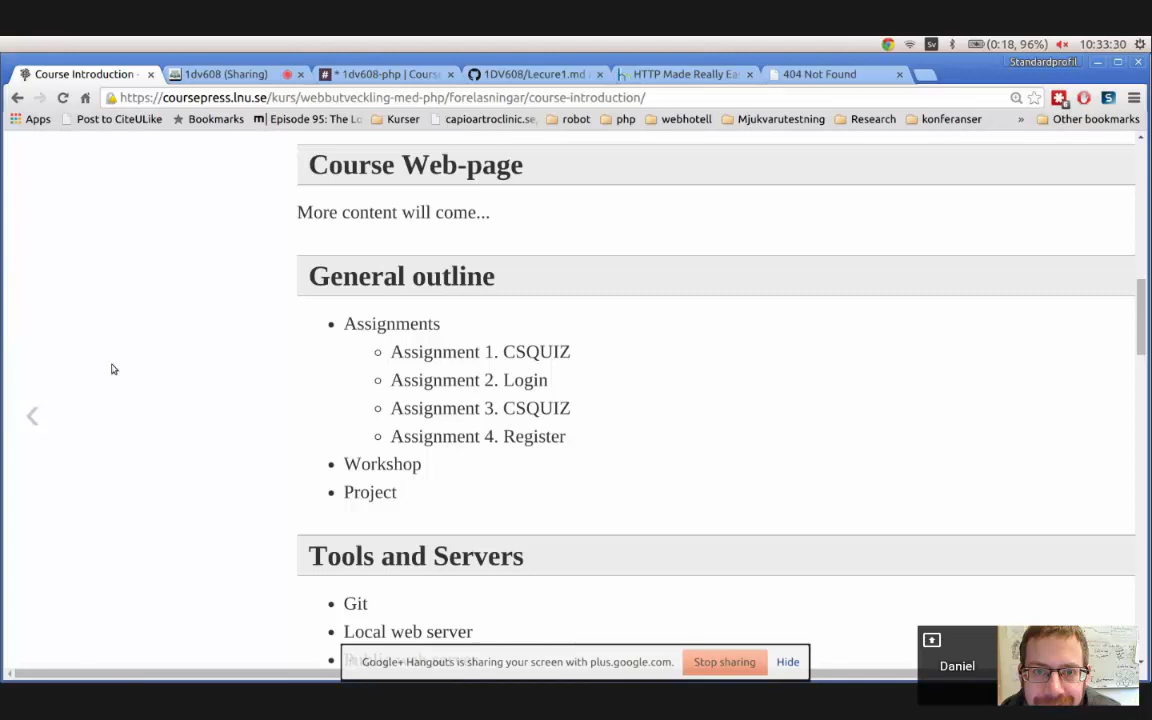 Sv (0:18, 96%) 10:33:30
Course Introduction - 1dv608 (Sharing) * 1dv608-php | Cours 1DV608/Lecure1.md HTTP Made Really Ea 404 Not Found Standardprofil
https://coursepress.lnu.se/kurs/webbutveckling-med-php/forelasningar/course-introduction/
Apps Post to CiteULike Bookmarks Episode 95: The Lo Kurser capioartroclinic.se, robot php webhotell Mjukvarutestning Research konferanser » Other bookmarks
Course Web-page
More content will come...
General outline
Assignments
Assignment 1. CSQUIZ
Assignment 2. Login
Assignment 3. CSQUIZ
Assignment 4. Register
Workshop
Project
Tools and Servers
Git
Local web server
Google+ Hangouts is sharing your screen with plus.google.com. Stop sharing Hide
Daniel